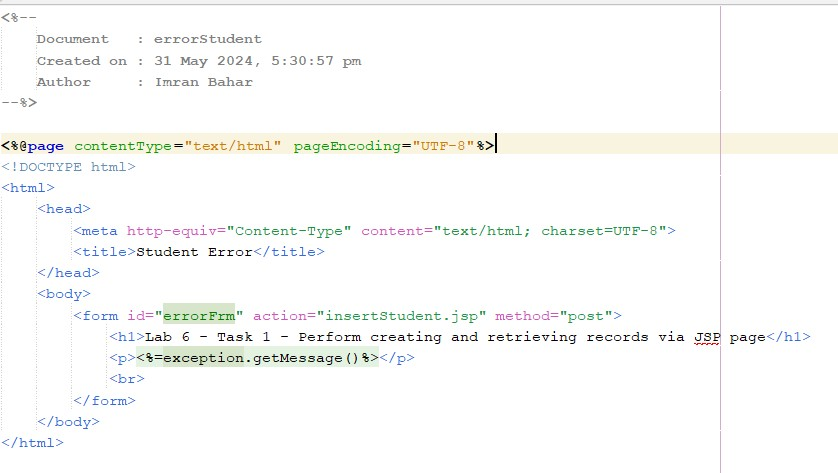 <%--
    Document   : errorStudent
    Created on : 31 May 2024, 5:30:57 pm
    Author     : Imran Bahar
--%>

<%@page contentType="text/html" pageEncoding="UTF-8"%>
<!DOCTYPE html>
<html>
    <head>
        <meta http-equiv="Content-Type" content="text/html; charset=UTF-8">
        <title>Student Error</title>
    </head>
    <body>
        <form id="errorFrm" action="insertStudent.jsp" method="post">
            <h1>Lab 6 - Task 1 - Perform creating and retrieving records via JSP page</h1>
            <p><%=exception.getMessage()%></p>
            <br>
        </form>
    </body>
</html>